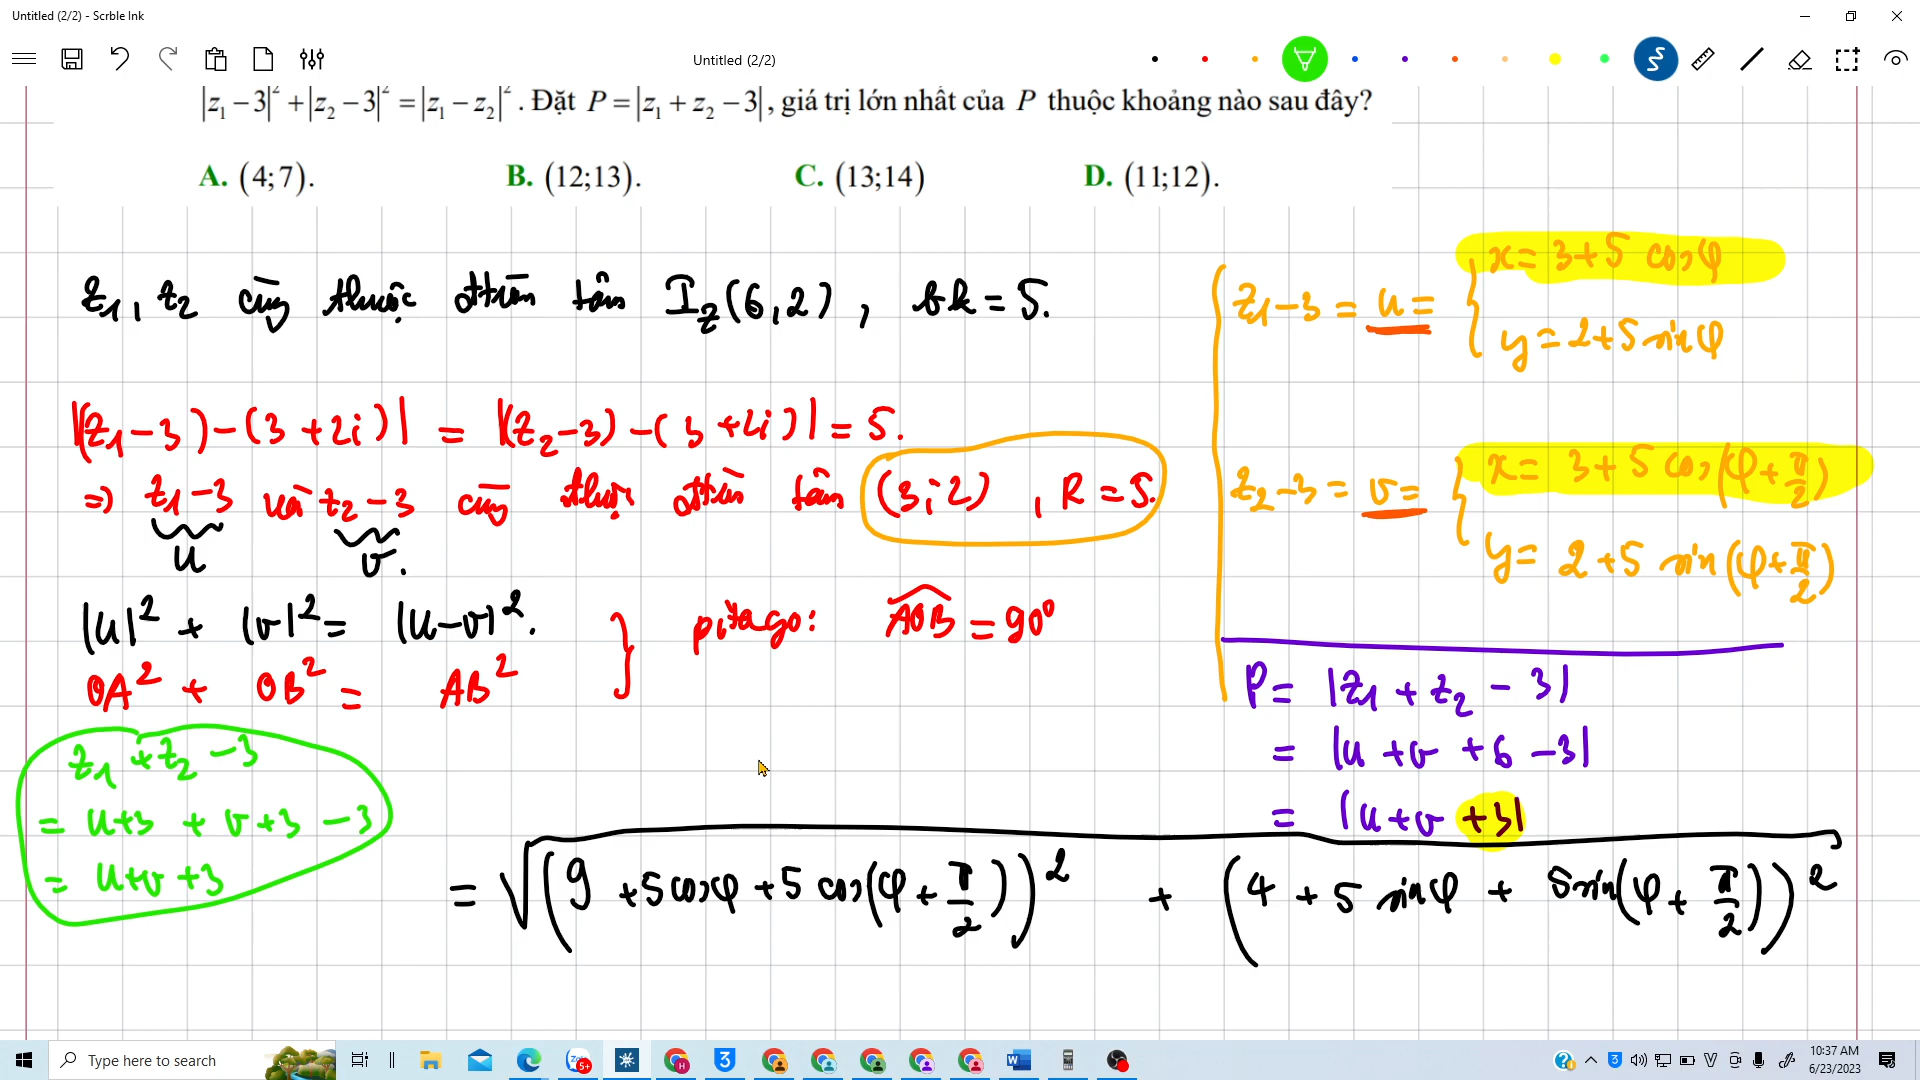 Untitled (2/2) - Scrble Ink
Untitled (2/2)
|z₁ − 3|² + |z₂ − 3|² = |z₁ − z₂|². Đặt P = |z₁ + z₂ − 3|, giá trị lớn nhất của P thuộc khoảng nào sau đây?
A. (4;7). B. (12;13). C. (13;14) D. (11;12).
z₁, z₂ cùng thuộc đtròn tâm I_z(6,2), bk = 5.
|(z₁−3)−(3+2i)| = |(z₂−3)−(3+2i)| = 5.
⇒ z₁−3 và z₂−3 cùng thuộc đtròn tâm (3;2), R = 5.
u v.
|u|² + |v|² = |u−v|².
OA² + OB² = AB²
} pitago: AOB = 90°
z₁ + z₂ − 3
= u+3 + v+3 − 3
= u+v+3
z₁−3 = u = { x = 3+5 cosφ
y = 2+5 sinφ
z₂−3 = v = { x = 3+5 cos(φ+π/2)
y = 2+5 sin(φ+π/2)
P = |z₁ + z₂ − 3|
= |u+v+6−3|
= |u+v+3|
= √((9 +5cosφ +5 cos(φ+π/2))² + (4 + 5 sinφ + 5sin(φ+π/2))²)
Type here to search
10:37 AM
6/23/2023